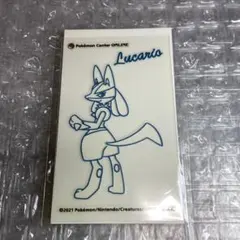 Pokémon Center ONLINE
Lucario
©2021 Pokémon/Nintendo/Creatures